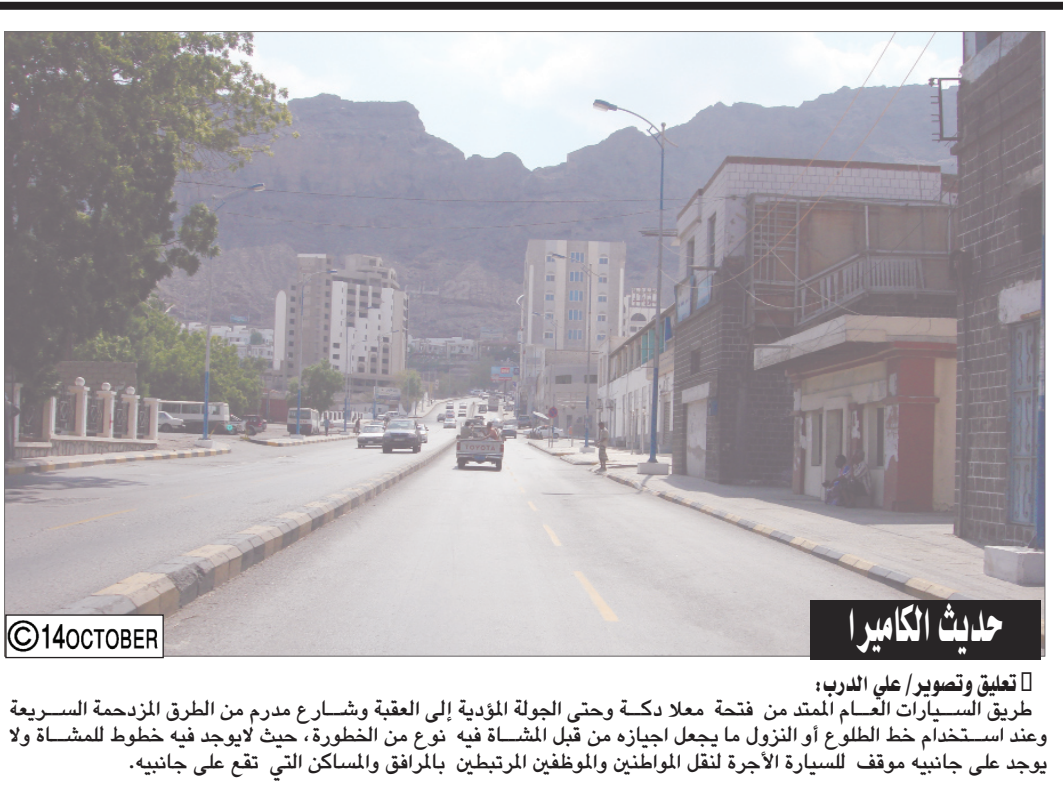 TOYOTA
©14OCTOBER
حديث الكاميرا
تعليق وتصوير/ علي الدرب:
طريق السيارات العام الممتد من فتحة معلا دكة وحتى الجولة المؤدية إلى العقبة وشارع مدرم من الطرق المزدحمة السريعة
وعند استخدام خط الطلوع أو النزول ما يجعل اجيازه من قبل المشاة فيه نوع من الخطورة، حيث لايوجد فيه خطوط للمشاة ولا
يوجد على جانبيه موقف للسيارة الأجرة لنقل المواطنين والموظفين المرتبطين بالمرافق والمساكن التي تقع على جانبيه.